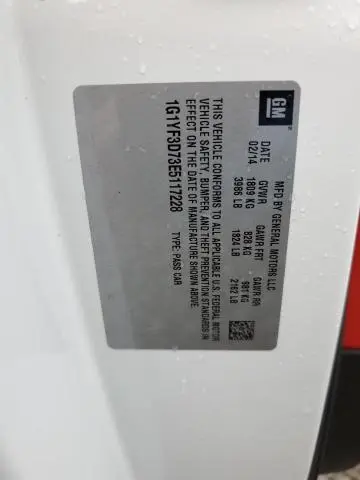 GM
MFD BY GENERAL MOTORS LLC
DATE GVWR GAWR FRT GAWR RR
02/14 1809 KG 828 KG 981 KG
3986 LB 1824 LB 2162 LB
THIS VEHICLE CONFORMS TO ALL APPLICABLE U.S. FEDERAL MOTOR
VEHICLE SAFETY, BUMPER, AND THEFT PREVENTION STANDARDS IN
EFFECT ON THE DATE OF MANUFACTURE SHOWN ABOVE.
1G1YF3D73E5117228 TYPE: PASS CAR